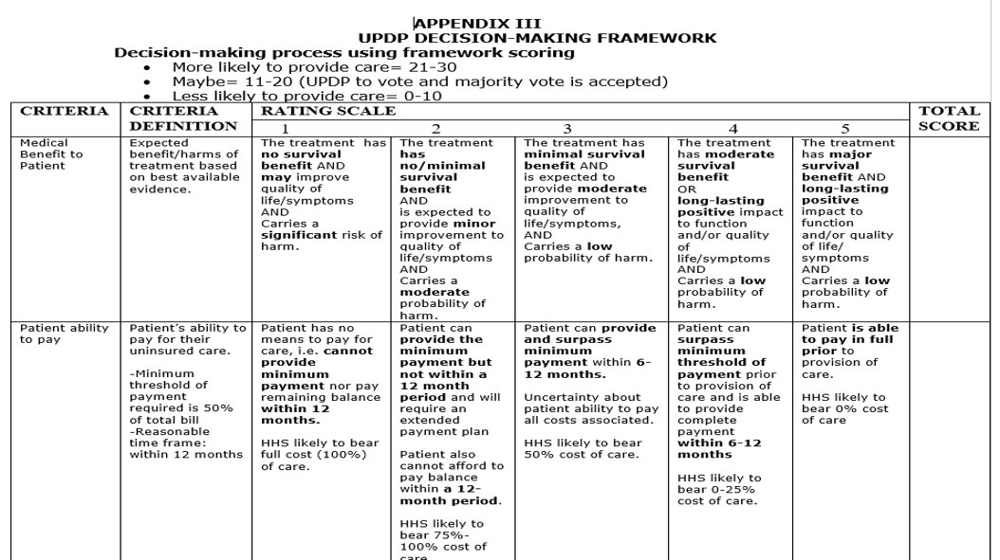 APPENDIX III
UPDP DECISION-MAKING FRAMEWORK
Decision-making process using framework scoring
• More likely to provide care= 21-30
• Maybe= 11-20 (UPDP to vote and majority vote is accepted)
• Less likely to provide care= 0-10
CRITERIA
CRITERIA
DEFINITION
RATING SCALE
1
2
3
4
5
TOTAL
SCORE
Medical
Benefit to
Patient
Expected
benefit/harms of
treatment based
on best available
evidence.
The treatment has
no survival
benefit AND
may improve
quality of
life/symptoms
AND
Carries a
significant risk of
harm.
The treatment
has
no/minimal
survival
benefit
AND
is expected to
provide minor
improvement to
quality of
life/symptoms
AND
Carries a
moderate
probability of
harm.
The treatment has
minimal survival
benefit AND
is expected to
provide moderate
improvement to
quality of
life/symptoms,
AND
Carries a low
probability of harm.
The treatment
has moderate
survival
benefit
OR
long-lasting
positive impact
to function
and/or quality
of
life/symptoms
AND
Carries a low
probability of
harm.
The treatment
has major
survival
benefit AND
long-lasting
positive
impact to
function
and/or quality
of life/
symptoms
AND
Carries a low
probability of
harm.
Patient ability
to pay
Patient's ability to
pay for their
uninsured care.
-Minimum
threshold of
payment
required is 50%
of total bill
-Reasonable
time frame:
within 12 months
Patient has no
means to pay for
care, i.e. cannot
provide
minimum
payment nor pay
remaining balance
within 12
months.
HHS likely to bear
full cost (100%)
of care.
Patient can
provide the
minimum
payment but
not within a
12 month
period and will
require an
extended
payment plan
Patient also
cannot afford to
pay balance
within a 12-
month period.
HHS likely to
bear 75%-
100% cost of
care.
Patient can provide
and surpass
minimum
payment within 6-
12 months.
Uncertainty about
patient ability to pay
all costs associated.
HHS likely to bear
50% cost of care.
Patient can
surpass
minimum
threshold of
payment prior
to provision of
care and is able
to provide
complete
payment
within 6-12
months
HHS likely to
bear 0-25%
cost of care.
Patient is able
to pay in full
prior to
provision of
care.
HHS likely to
bear 0% cost
of care